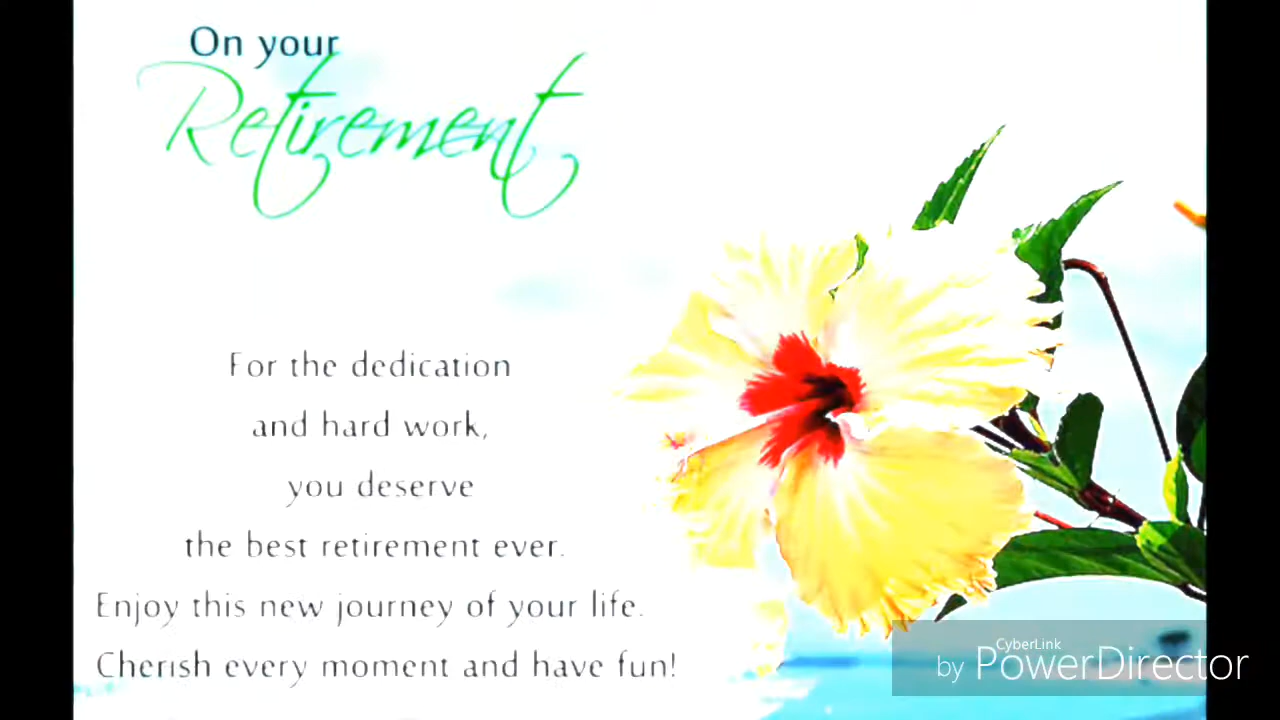 On your
Retirement
For the dedication
and hard work,
you deserve
the best retirement ever.
Enjoy this new journey of your life.
Cherish every moment and have fun!
CyberLink
by PowerDirector